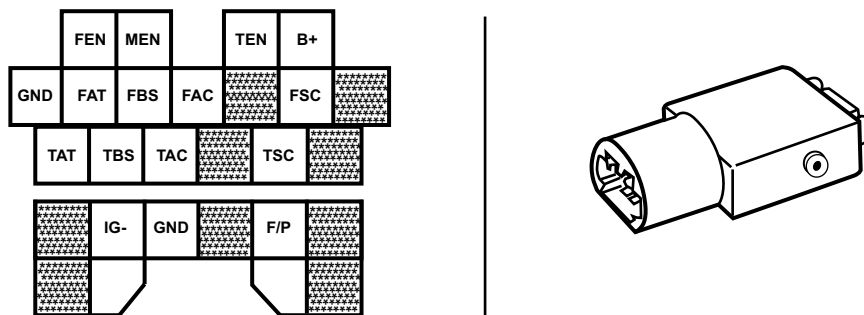 FEN MEN TEN B+
GND FAT FBS FAC FSC
TAT TBS TAC TSC
IG- GND F/P